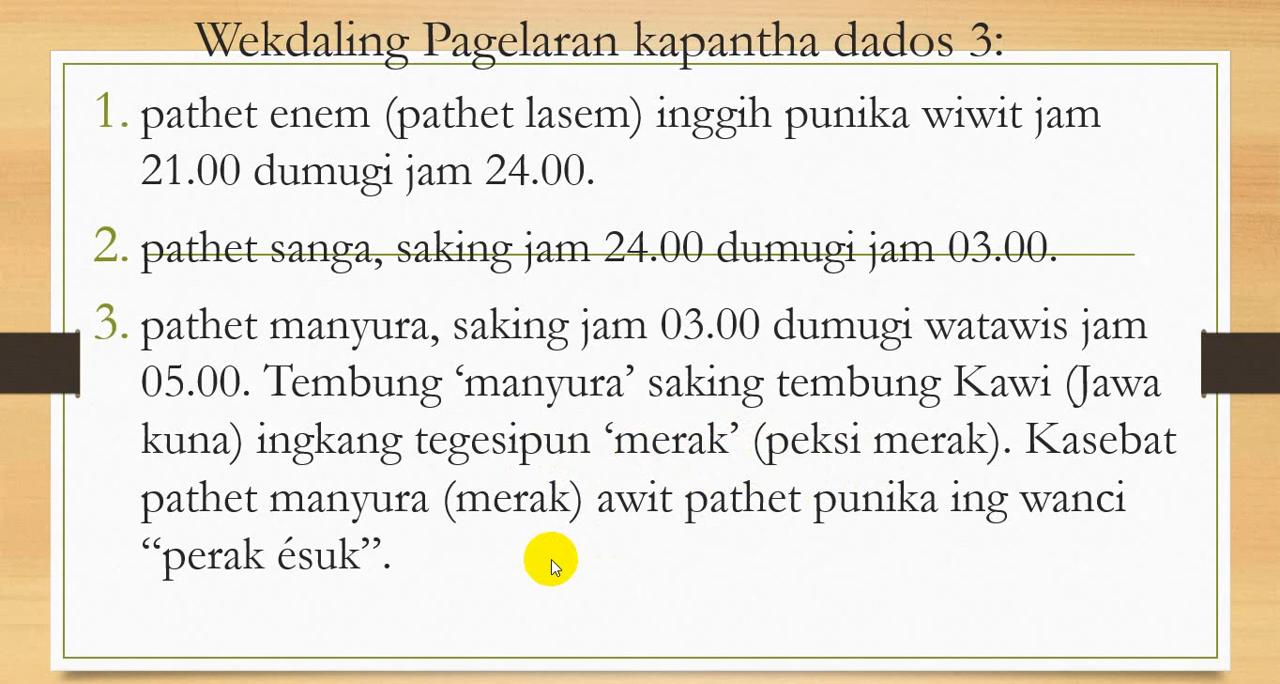 Wekdaling Pagelaran kapantha dados 3:
1. pathet enem (pathet lasem) inggih punika wiwit jam
21.00 dumugi jam 24.00.
2. pathet sanga, saking jam 24.00 dumugi jam 03.00.
3. pathet manyura, saking jam 03.00 dumugi watawis jam
05.00. Tembung ‘manyura’ saking tembung Kawi (Jawa
kuna) ingkang tegesipun ‘merak’ (peksi merak). Kasebat
pathet manyura (merak) awit pathet punika ing wanci
“perak ésuk”.